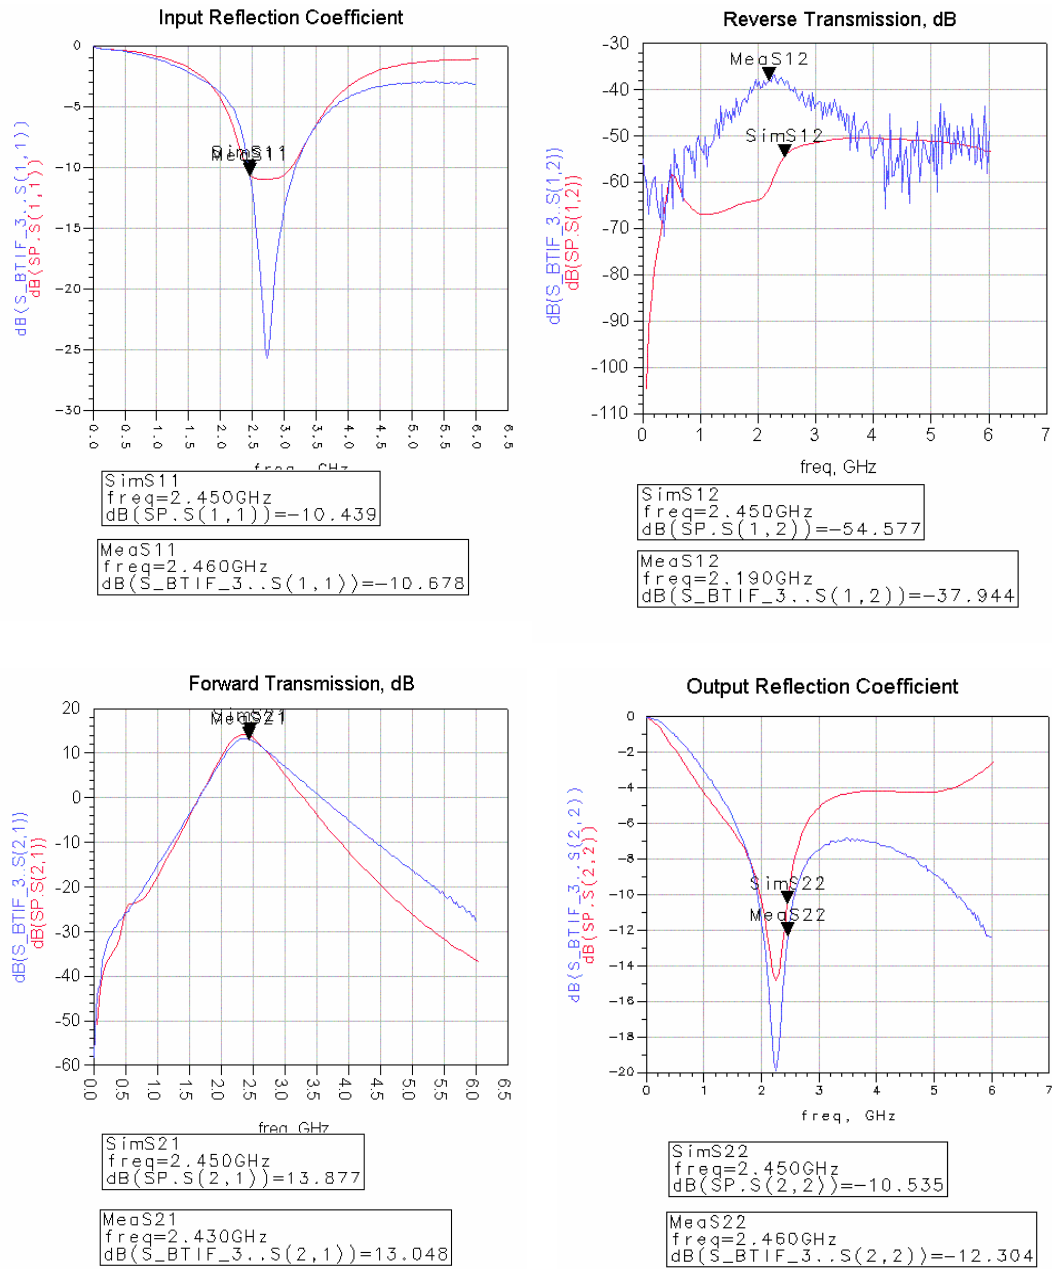 Input Reflection Coefficient
0
-5
-10
-15
-20
-25
-30
dB(S_BTIF_3..S(1,1))
dB(SP.S(1,1))
SimS11
MeaS11
0.0
0.5
1.0
1.5
2.0
2.5
3.0
3.5
4.0
4.5
5.0
5.5
6.0
6.5
freq, GHz
SimS11
freq=2.450GHz
dB(SP.S(1,1))=-10.439
MeaS11
freq=2.460GHz
dB(S_BTIF_3..S(1,1))=-10.678
Reverse Transmission, dB
-30
-40
-50
-60
-70
-80
-90
-100
-110
dB(S_BTIF_3..S(1,2))
dB(SP.S(1,2))
MeaS12
SimS12
0
1
2
3
4
5
6
7
freq, GHz
SimS12
freq=2.450GHz
dB(SP.S(1,2))=-54.577
MeaS12
freq=2.190GHz
dB(S_BTIF_3..S(1,2))=-37.944
Forward Transmission, dB
20
10
0
-10
-20
-30
-40
-50
-60
dB(S_BTIF_3..S(2,1))
dB(SP.S(2,1))
SimS21
MeaS21
0.0
0.5
1.0
1.5
2.0
2.5
3.0
3.5
4.0
4.5
5.0
5.5
6.0
6.5
freq, GHz
SimS21
freq=2.450GHz
dB(SP.S(2,1))=13.877
MeaS21
freq=2.430GHz
dB(S_BTIF_3..S(2,1))=13.048
Output Reflection Coefficient
0
-2
-4
-6
-8
-10
-12
-14
-16
-18
-20
dB(S_BTIF_3..S(2,2))
dB(SP.S(2,2))
SimS22
MeaS22
0
1
2
3
4
5
6
freq, GHz
SimS22
freq=2.450GHz
dB(SP.S(2,2))=-10.535
MeaS22
freq=2.460GHz
dB(S_BTIF_3..S(2,2))=-12.304